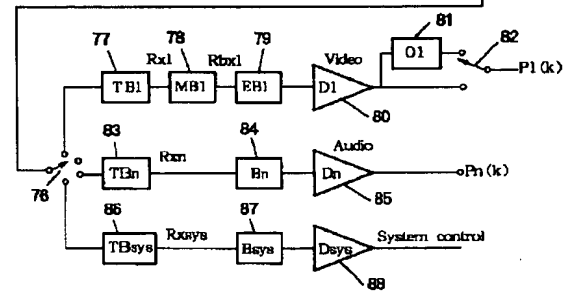 81
77 Rx1 78 Rbx1 79 Video O1 82
TB1 MB1 EB1 D1 P1(k)
80
83 84 Audio
TBn Rxn Bn Dn Pn(k)
76 85
86 87
TBsys Rxsys Bsys Dsys System control
88